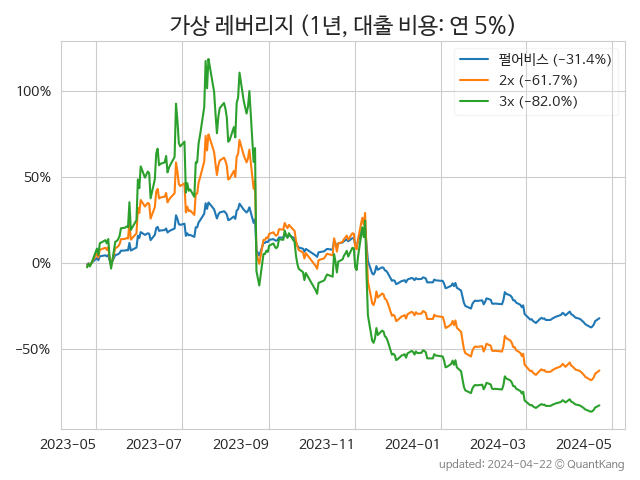 가상 레버리지 (1년, 대출 비용: 연 5%)
펄어비스 (−31.4%)
2x (−61.7%)
3x (−82.0%)
100%
50%
0%
−50%
2023−05 2023−07 2023−09 2023−11 2024−01 2024−03 2024−05
updated: 2024−04−22 © QuantKang